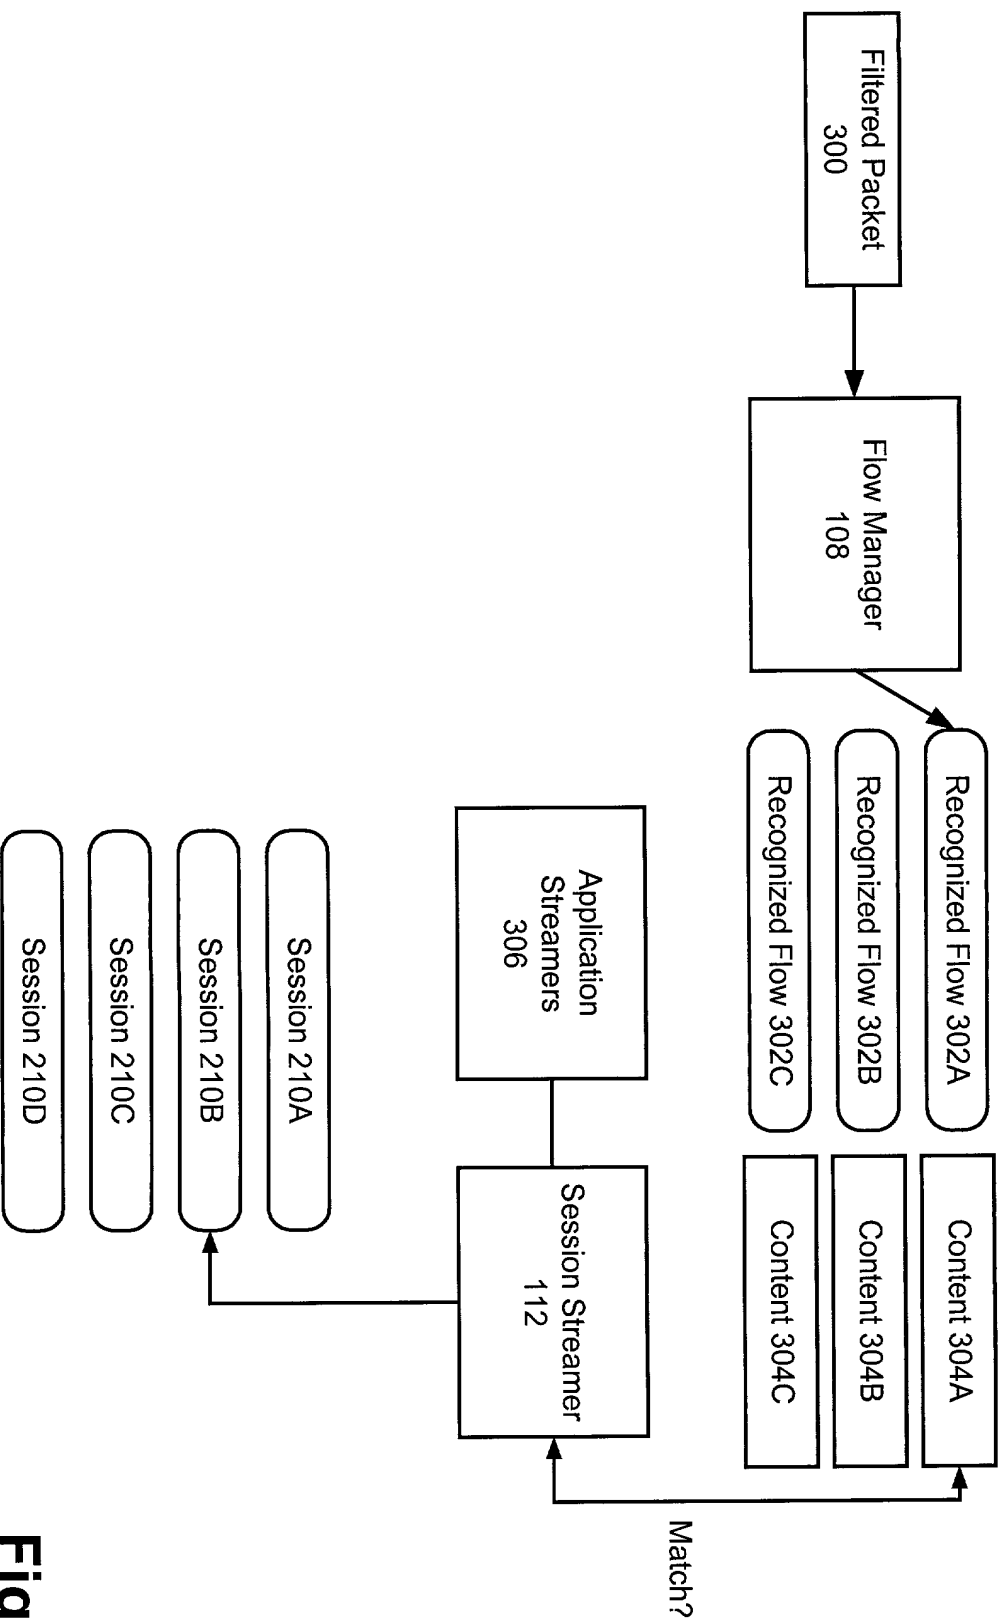 Filtered Packet
300
Flow Manager
108
Recognized Flow 302A
Recognized Flow 302B
Recognized Flow 302C
Content 304A
Content 304B
Content 304C
Match?
Application
Streamers
306
Session Streamer
112
Session 210A
Session 210B
Session 210C
Session 210D
Fig